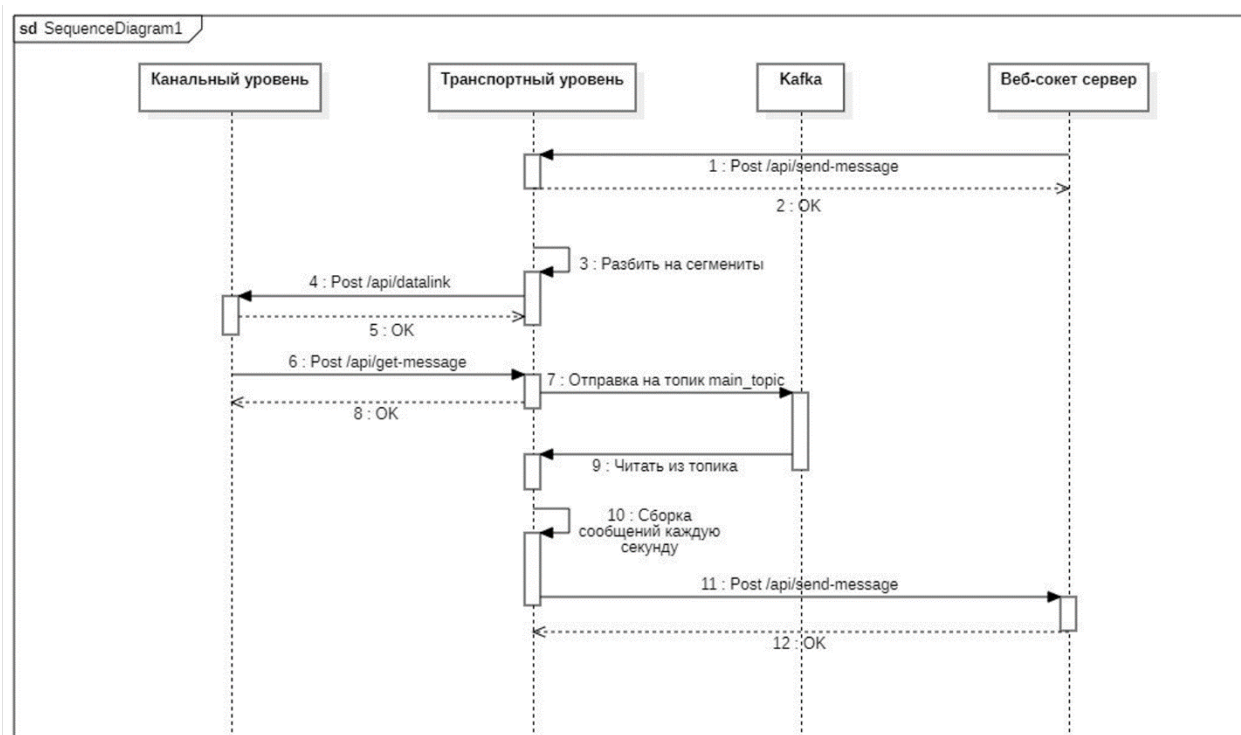 sd SequenceDiagram1
Канальный уровень
Транспортный уровень
Kafka
Веб-сокет сервер
1 : Post /api/send-message
2 : OK
3 : Разбить на сегмениты
4 : Post /api/datalink
5 : OK
6 : Post /api/get-message
7 : Отправка на топик main_topic
8 : OK
9 : Читать из топика
10 : Сборка
сообщений каждую
секунду
11 : Post /api/send-message
12 : OK